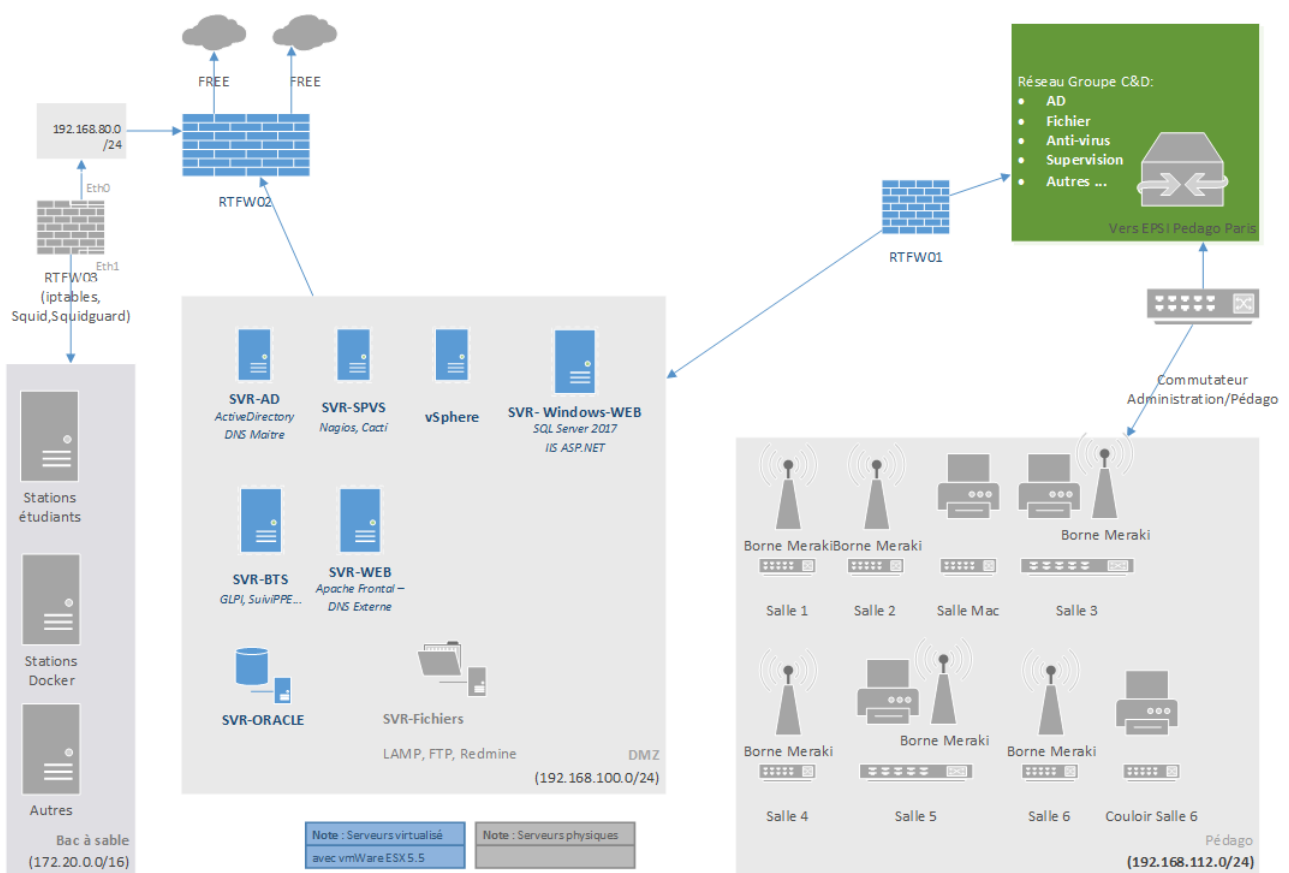 FREE
FREE
192.168.80.0
/24
Eth0
RTFW02
Eth1
RTFW03
(iptables,
Squid,Squidguard)
Stations
étudiants
Stations
Docker
Autres
Bac à sable
(172.20.0.0/16)
SVR-AD
ActiveDirectory
DNS Maitre
SVR-SPVS
Nagios, Cacti
vSphere
SVR- Windows-WEB
SQL Server 2017
IIS ASP.NET
SVR-BTS
GLPI, SuiviPPE...
SVR-WEB
Apache Frontal –
DNS Externe
SVR-ORACLE
SVR-Fichiers
LAMP, FTP, Redmine
DMZ
(192.168.100.0/24)
Note : Serveurs virtualisé
avec vmWare ESX 5.5
Note : Serveurs physiques
RTFW01
Réseau Groupe C&D:
• AD
• Fichier
• Anti-virus
• Supervision
• Autres ...
Vers EPSI Pedago Paris
Commutateur
Administration/Pédago
Borne Meraki
Borne Meraki
Borne Meraki
Salle 1
Salle 2
Salle Mac
Salle 3
Borne Meraki
Borne Meraki
Borne Meraki
Salle 4
Salle 5
Salle 6
Couloir Salle 6
Pédago
(192.168.112.0/24)